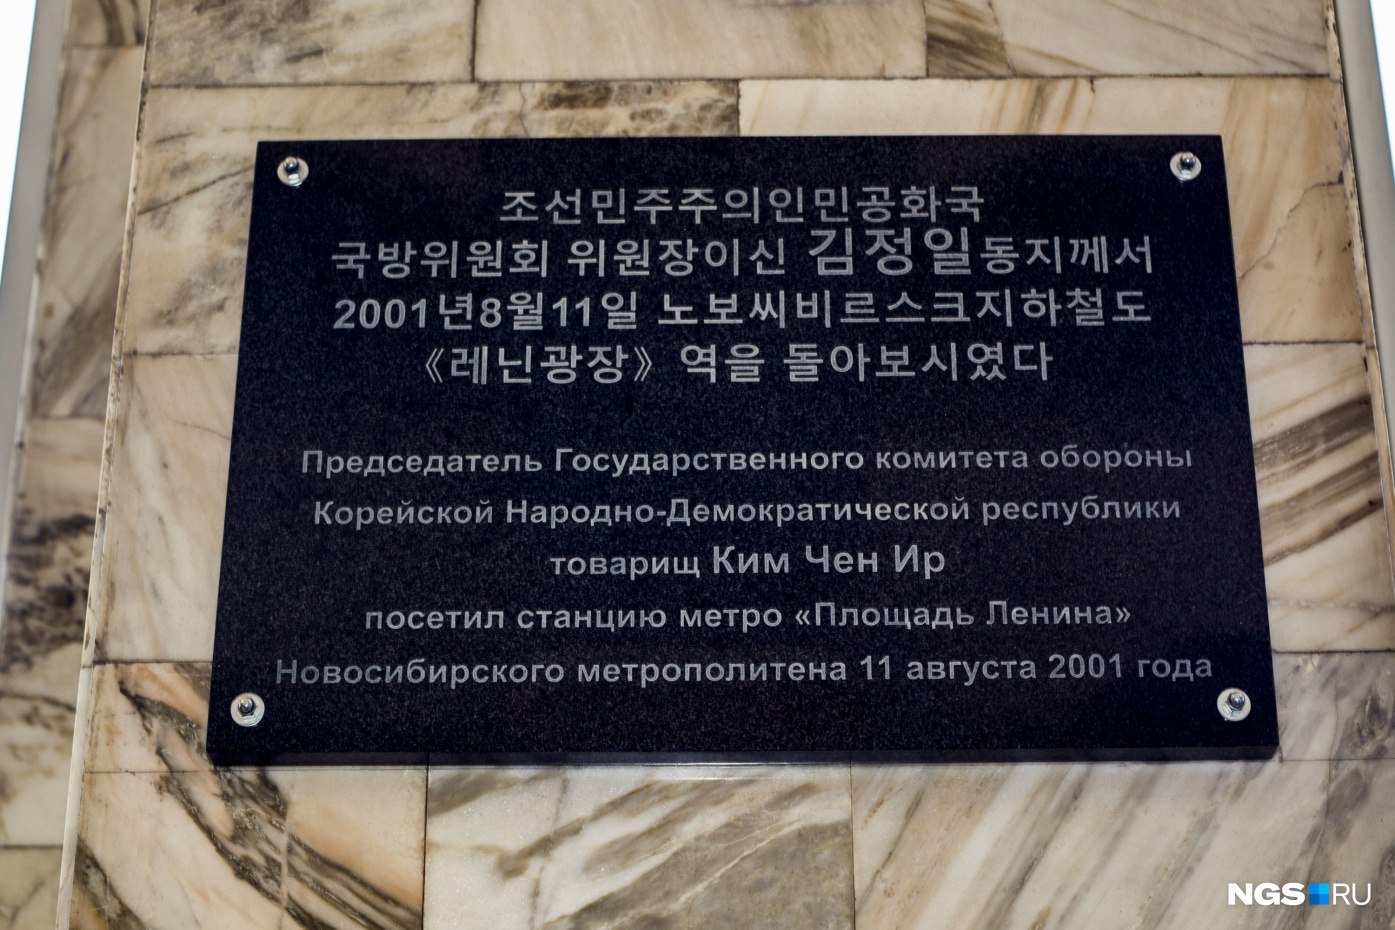 조선민주주의인민공화국
국방위원회 위원장이신 김정일동지께서
2001년8월11일 노보씨비르스크지하철도
《레닌광장》 역을 돌아보시였다
Председатель Государственного комитета обороны
Корейской Народно-Демократической республики
товарищ Ким Чен Ир
посетил станцию метро «Площадь Ленина»
Новосибирского метрополитена 11 августа 2001 года
NGS RU